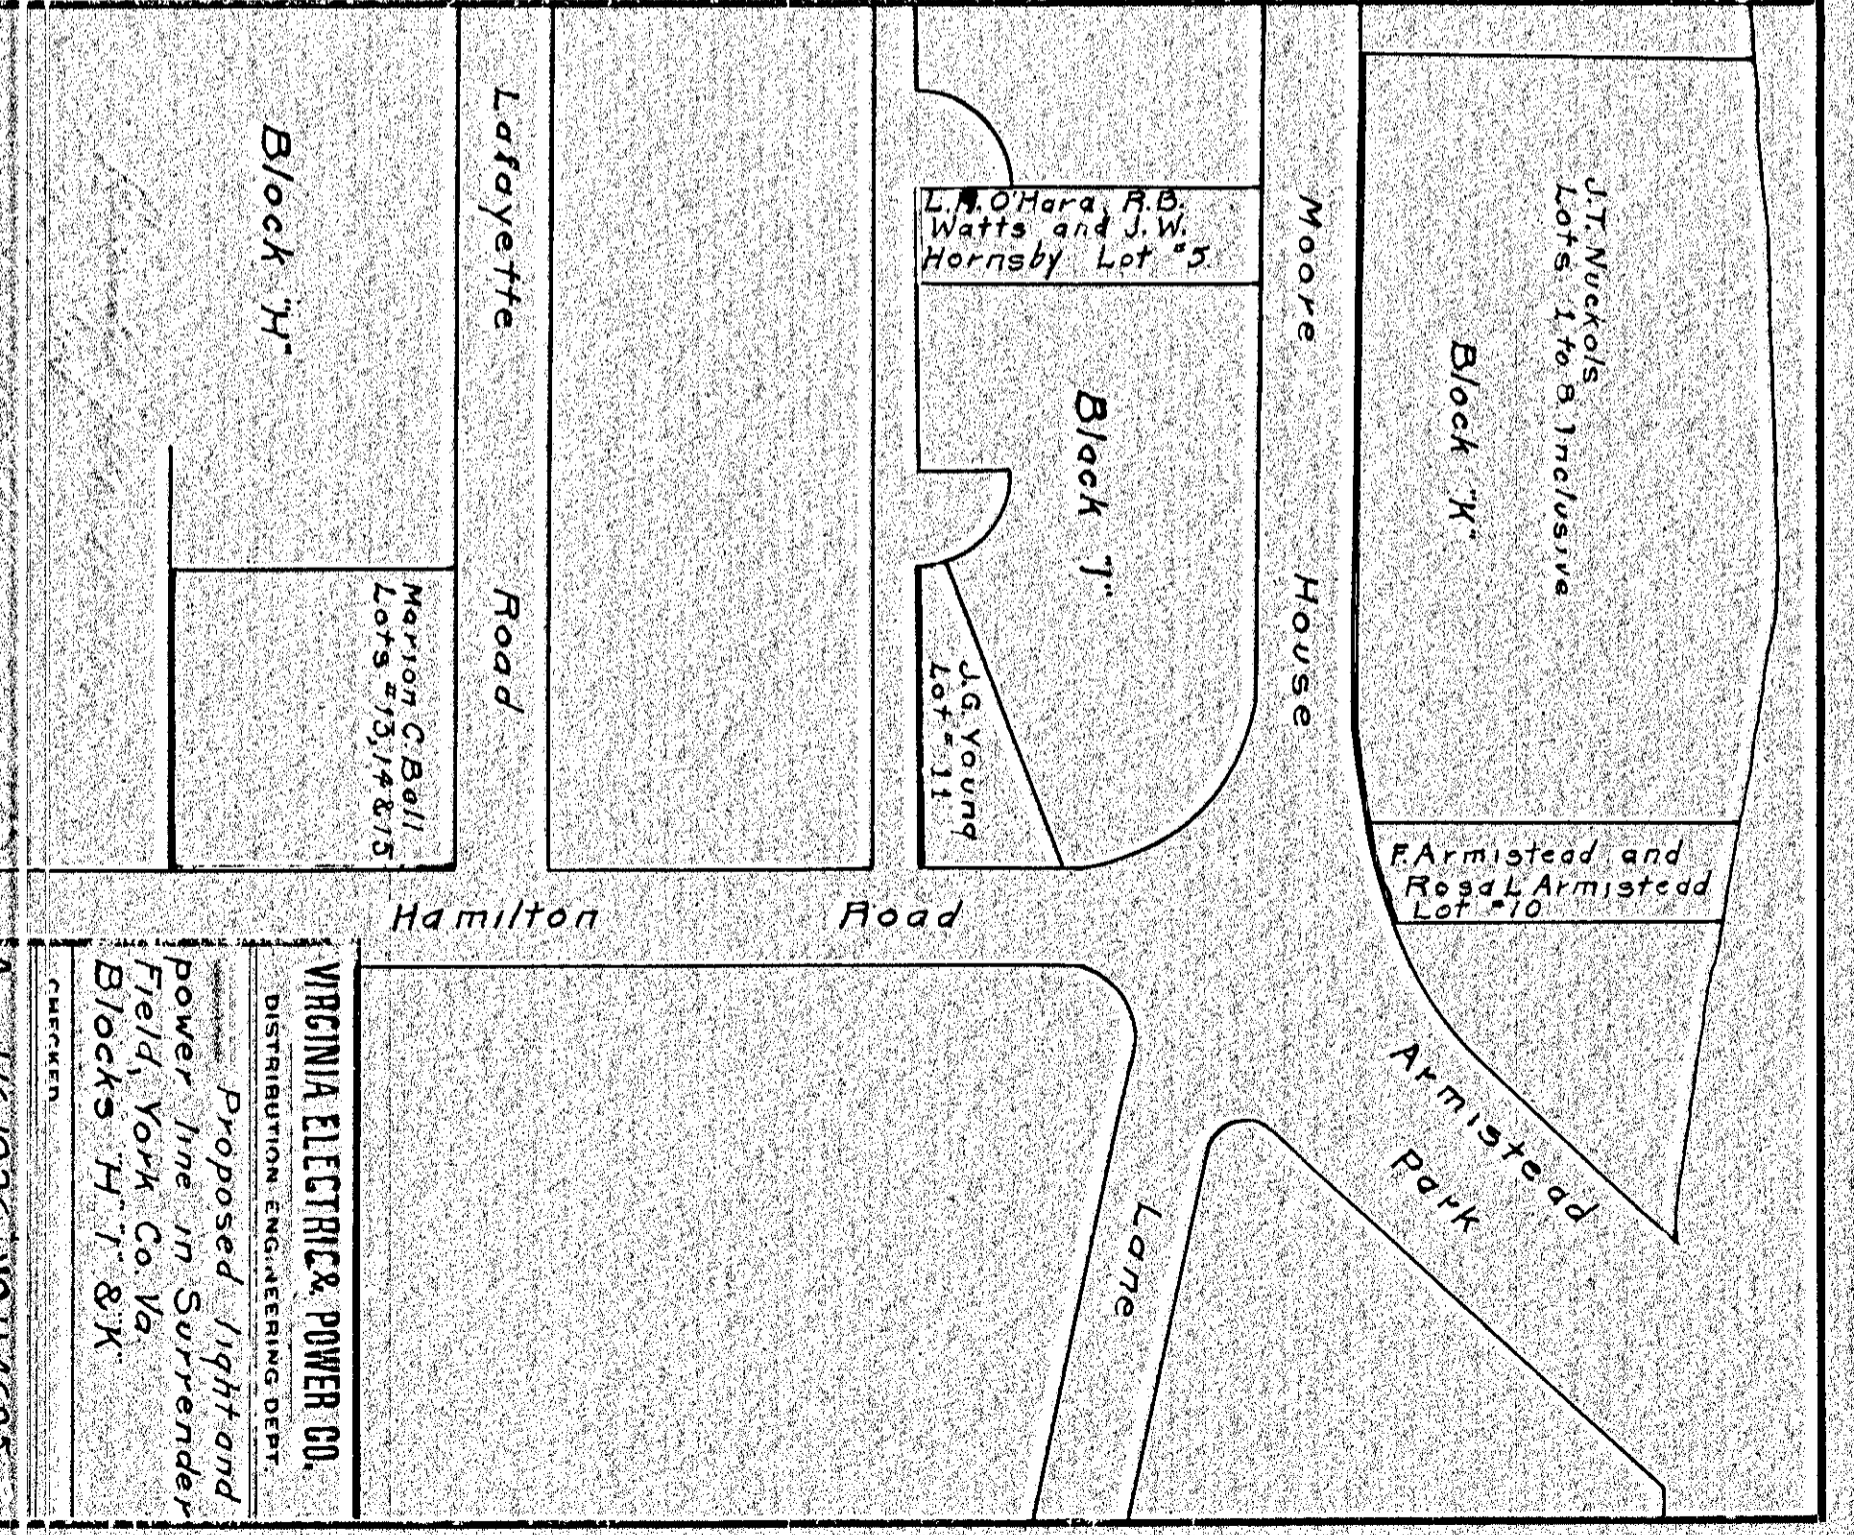 J.T. Nuckols
Lots 1 to 8 Inclusive
Block "K"
F. Armistead and
Rosa L Armistead
Lot #10
Armistead
Park
Moore House
Lane
L. O'Hara, R.B.
Watts and J.W.
Hornsby Lot #5
Block "J"
J.G. Young
Lot # 11
Lafayette Road
Block "H"
Marion C. Ball
Lots #13, 14 & 15
Hamilton Road
VIRGINIA ELECTRIC & POWER CO.
DISTRIBUTION ENGINEERING DEPT.
Proposed light and
power line in Surrender
Field, York Co. Va.
Blocks "H" "J" & "K"
CHECKED